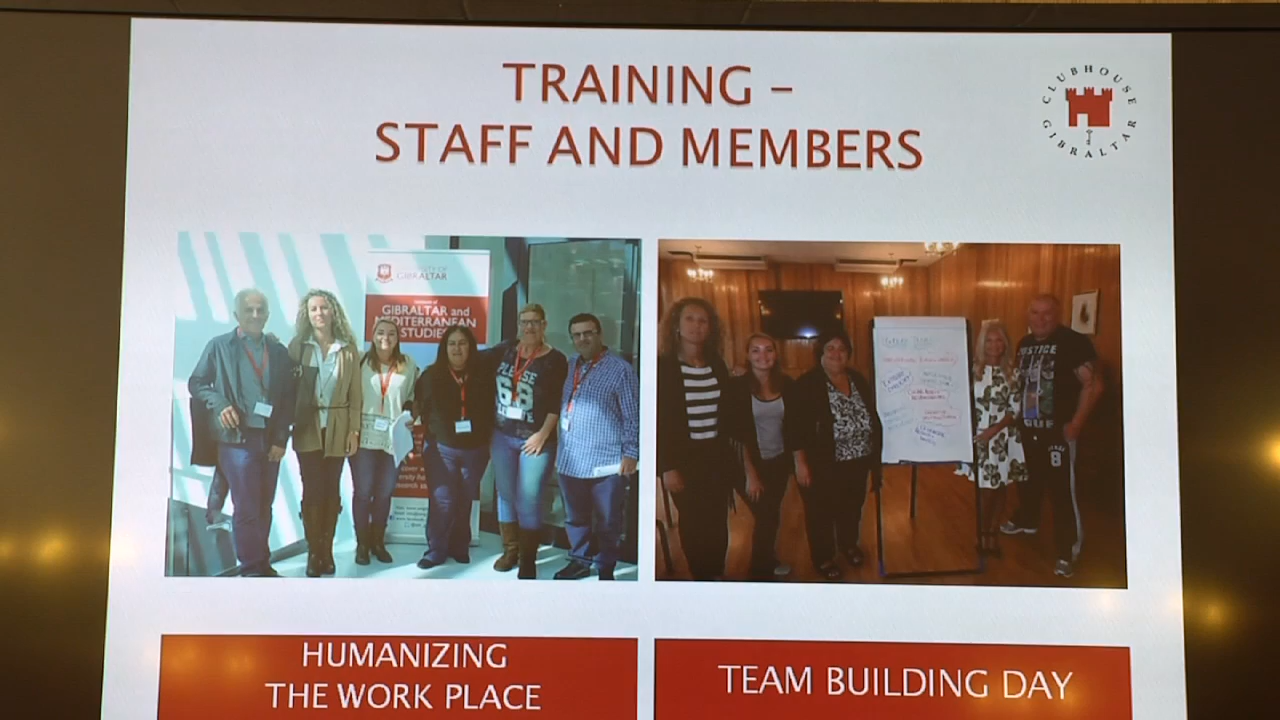 TRAINING –
STAFF AND MEMBERS
CLUBHOUSE
GIBRALTAR
GIBRALTAR
GIBRALTAR and
MEDITERRANEAN
STUDIES
PLEASE
68
JUSTICE
8
HUMANIZING
THE WORK PLACE
TEAM BUILDING DAY